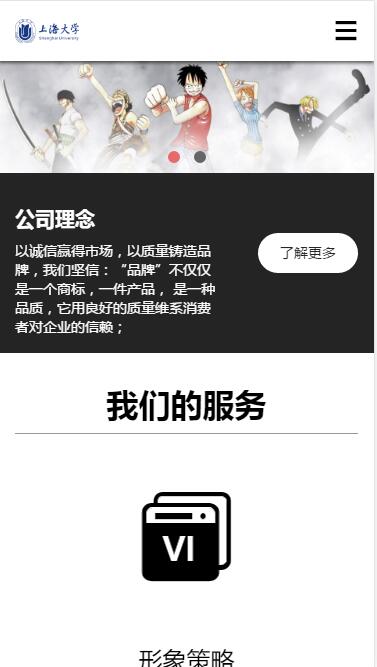 上海大学
Shanghai University
公司理念
以诚信赢得市场，以质量铸造品
牌，我们坚信：“品牌”不仅仅
是一个商标，一件产品， 是一种
品质，它用良好的质量维系消费
者对企业的信赖；
了解更多
我们的服务
VI
形象策略